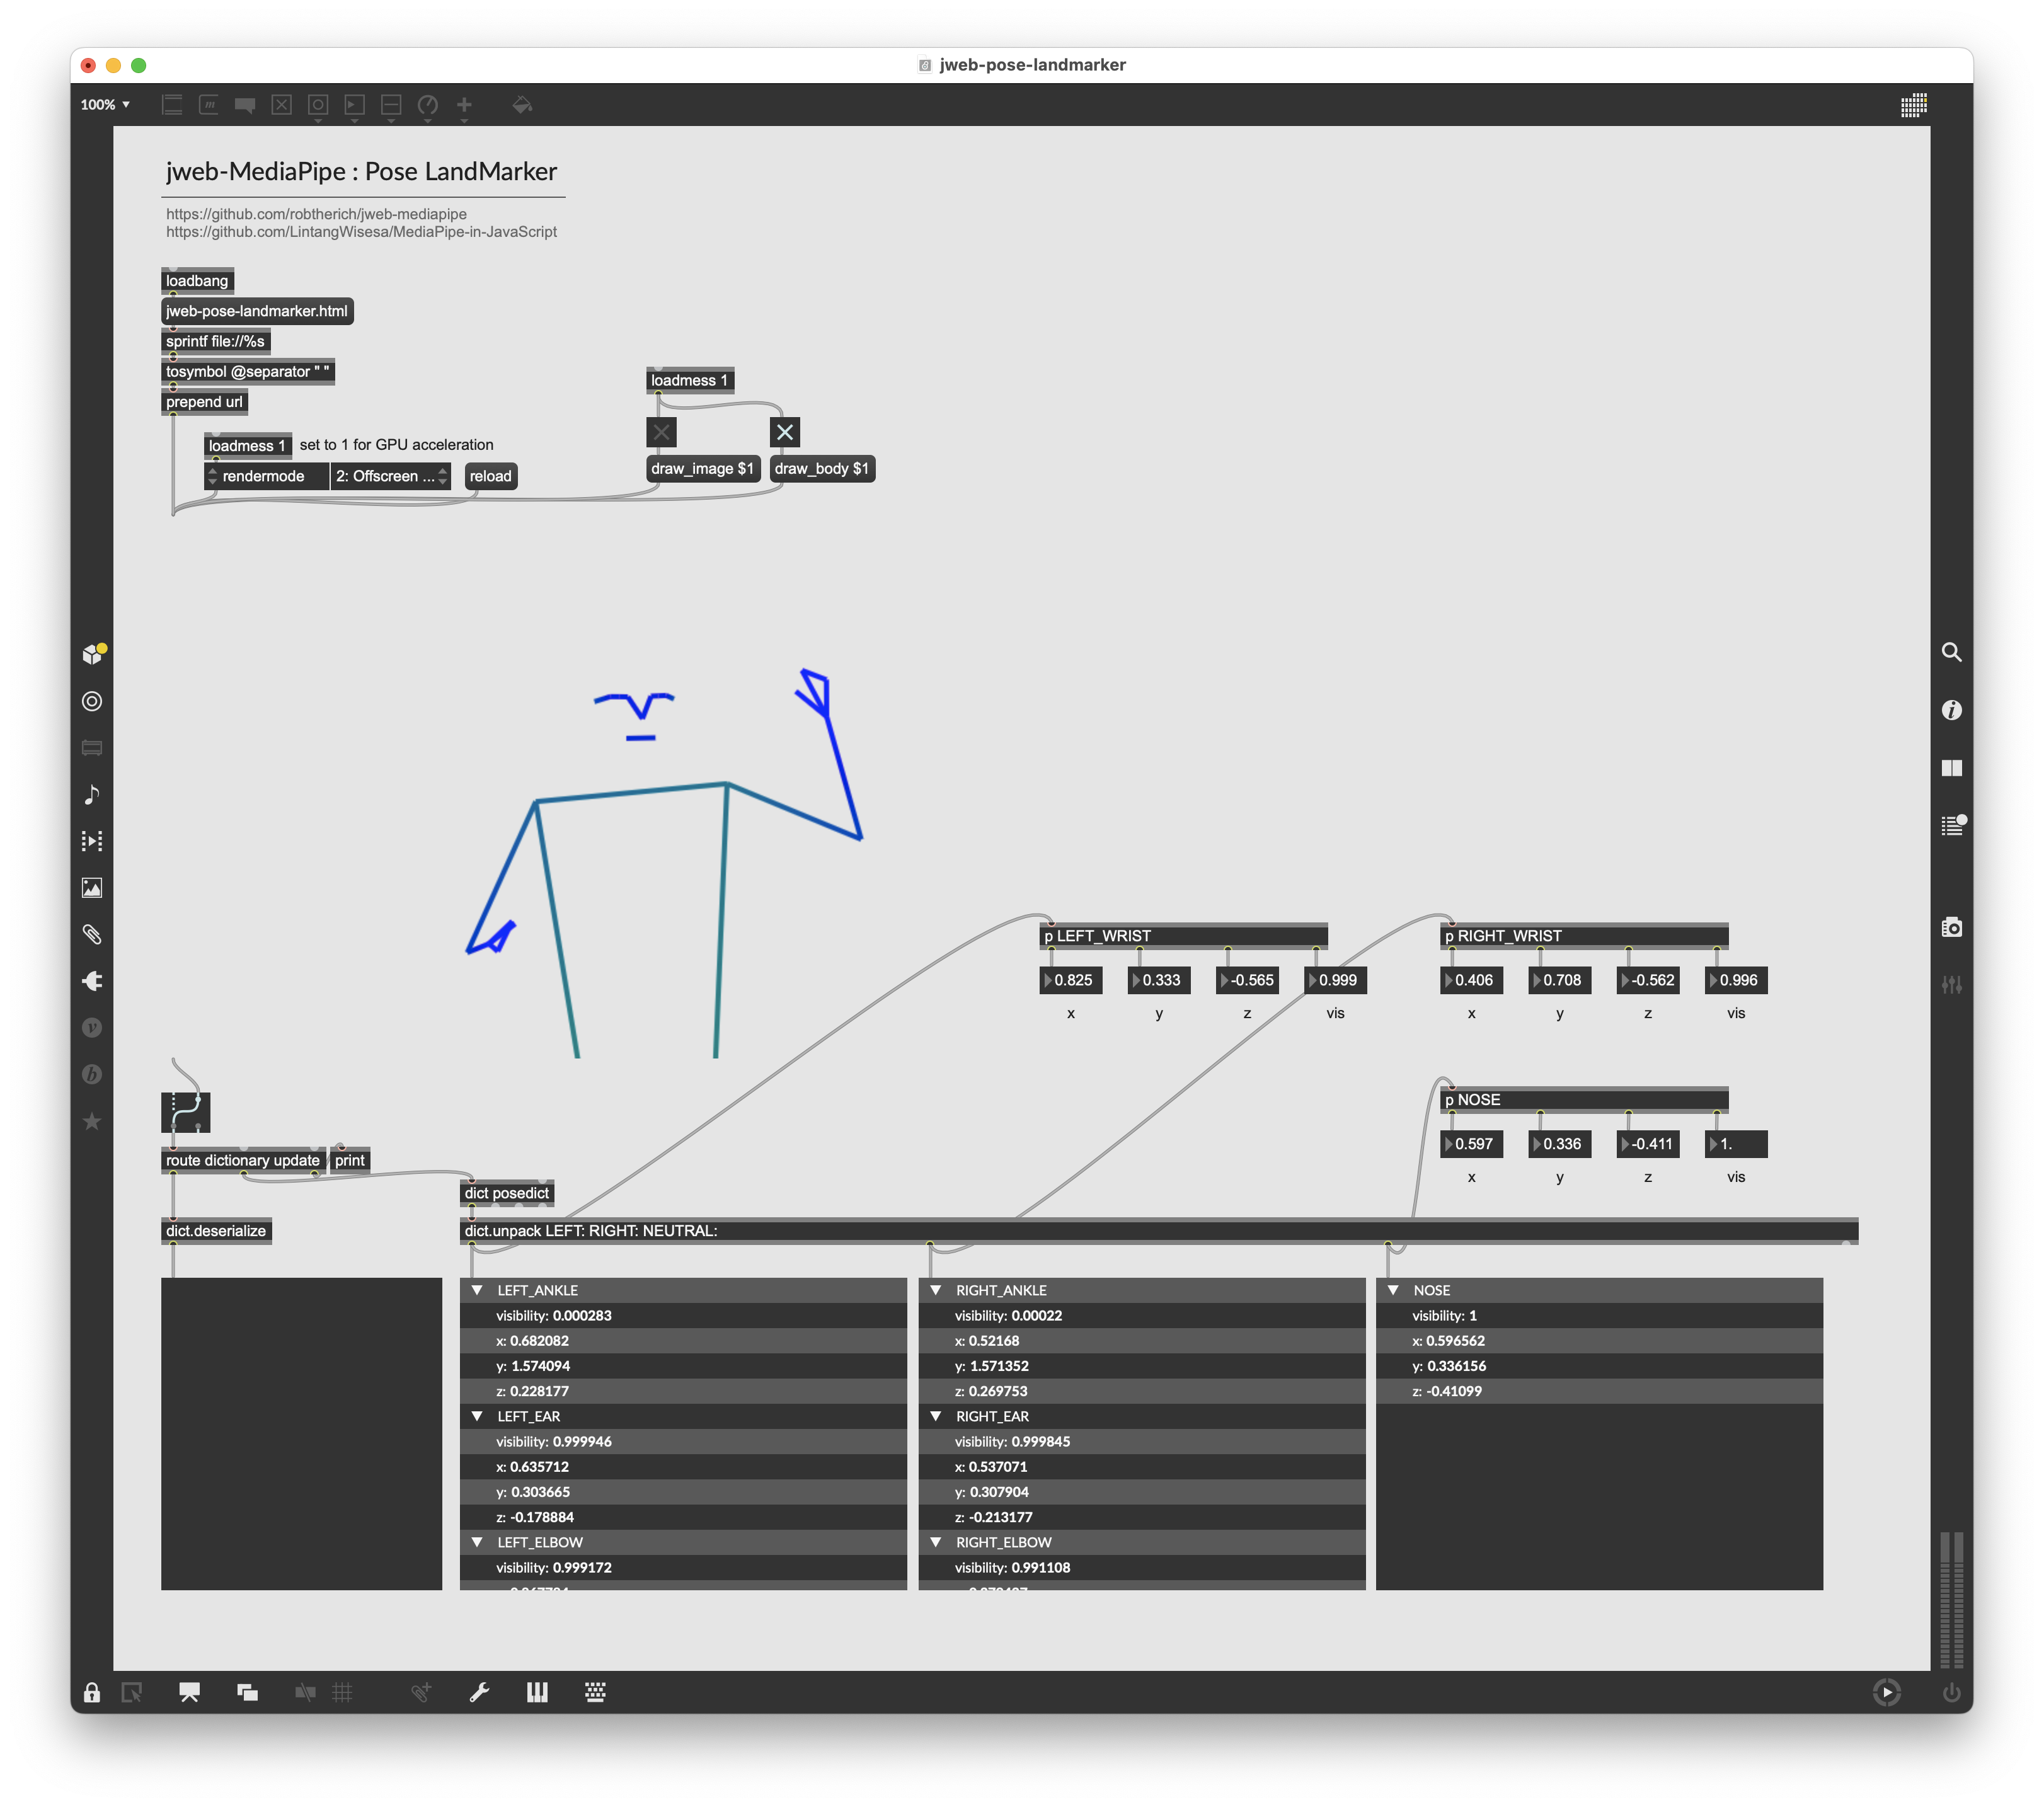 jweb-pose-landmarker
100%
jweb-MediaPipe : Pose LandMarker
https://github.com/robtherich/jweb-mediapipe
https://github.com/LintangWisesa/MediaPipe-in-JavaScript
loadbang
jweb-pose-landmarker.html
sprintf file://%s
tosymbol @separator " "
prepend url
loadmess 1
loadmess 1 set to 1 for GPU acceleration
rendermode 2: Offscreen ... reload
draw_image $1 draw_body $1
p LEFT_WRIST
0.825 0.333 -0.565 0.999
x y z vis
p RIGHT_WRIST
0.406 0.708 -0.562 0.996
x y z vis
p NOSE
0.597 0.336 -0.411 1.
x y z vis
route dictionary update print
dict posedict
dict.deserialize
dict.unpack LEFT: RIGHT: NEUTRAL:
LEFT_ANKLE
visibility: 0.000283
x: 0.682082
y: 1.574094
z: 0.228177
LEFT_EAR
visibility: 0.999946
x: 0.635712
y: 0.303665
z: -0.178884
LEFT_ELBOW
visibility: 0.999172
RIGHT_ANKLE
visibility: 0.00022
x: 0.52168
y: 1.571352
z: 0.269753
RIGHT_EAR
visibility: 0.999845
x: 0.537071
y: 0.307904
z: -0.213177
RIGHT_ELBOW
visibility: 0.991108
NOSE
visibility: 1
x: 0.596562
y: 0.336156
z: -0.41099